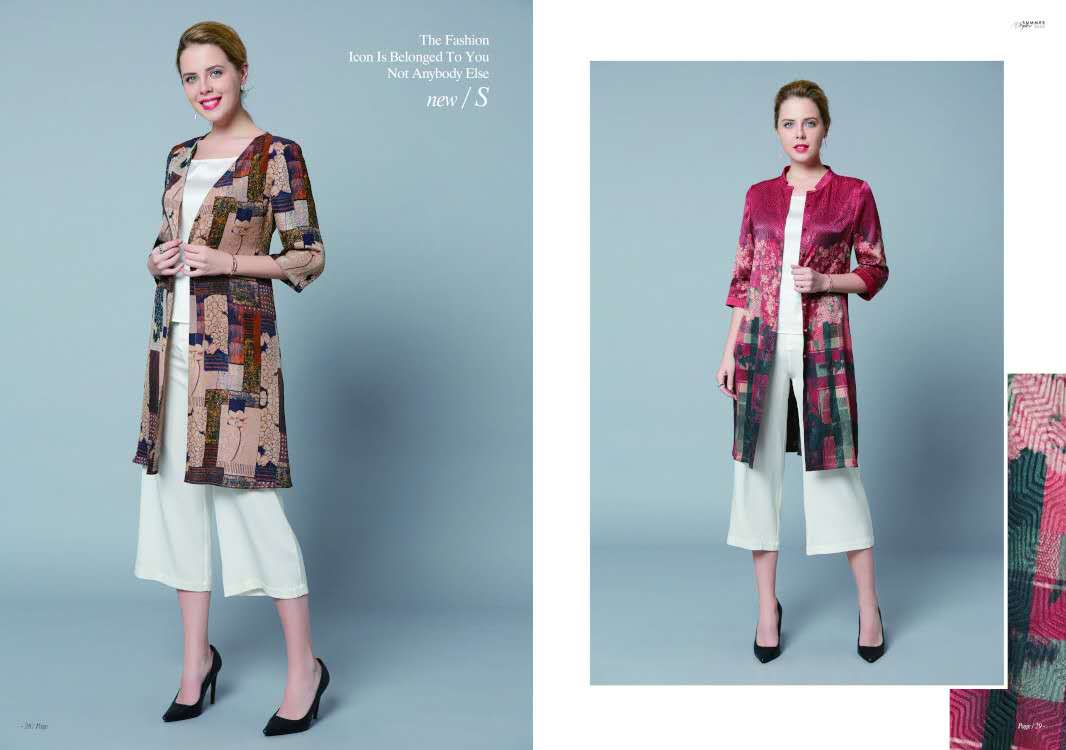 The Fashion
Icon Is Belonged To You
Not Anybody Else
new / S
SUMMER
- - 28 / Page
Page / 29 - -